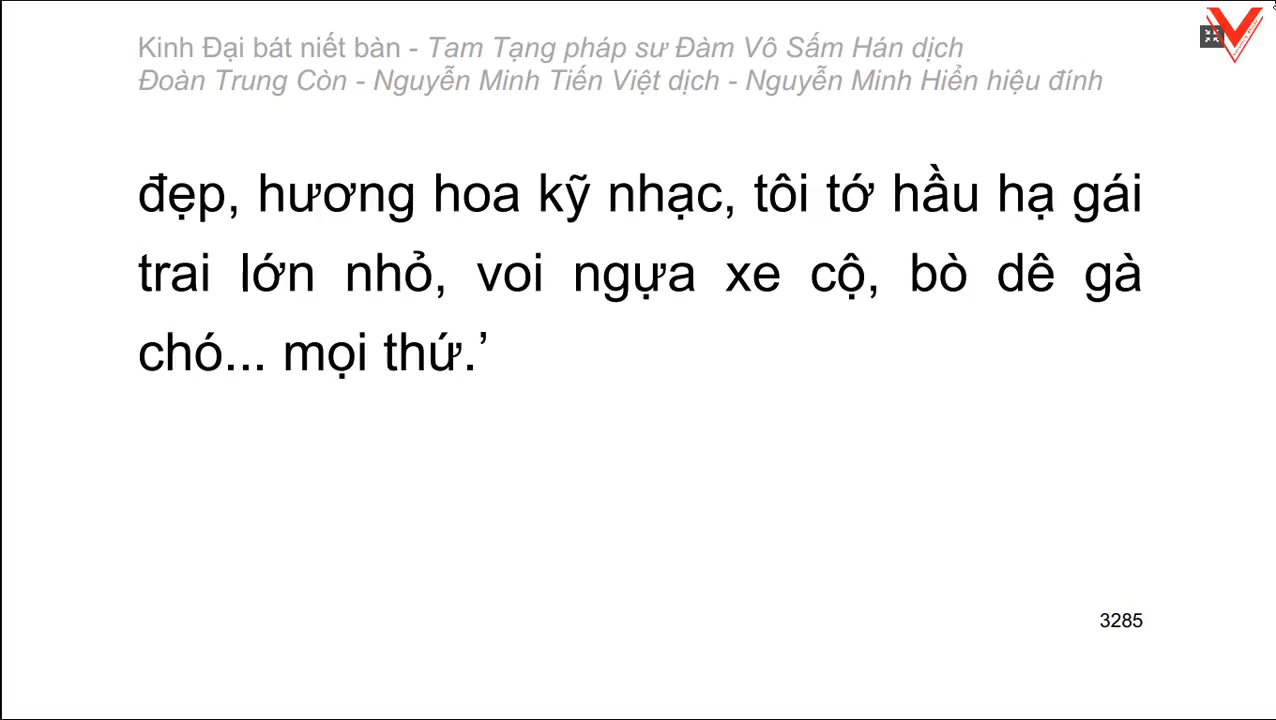 Kinh Đại bát niết bàn - Tam Tạng pháp sư Đàm Vô Sấm Hán dịch
Đoàn Trung Còn - Nguyễn Minh Tiến Việt dịch - Nguyễn Minh Hiển hiệu đính
đẹp, hương hoa kỹ nhạc, tôi tớ hầu hạ gái
trai lớn nhỏ, voi ngựa xe cộ, bò dê gà
chó... mọi thứ.’
3285